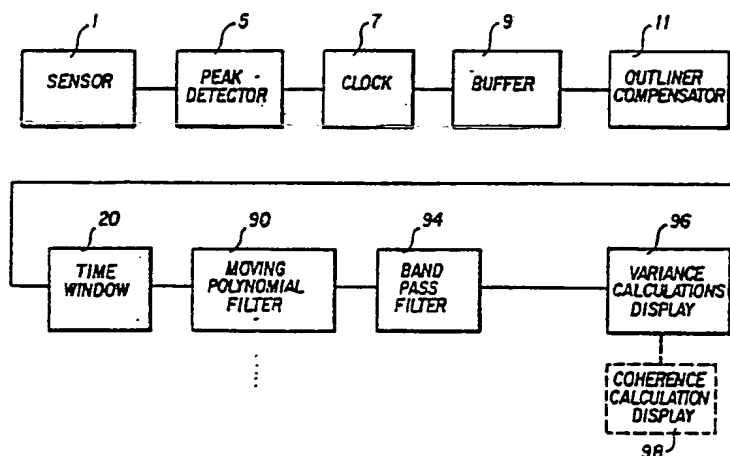 1 5 7 9 11
SENSOR
PEAK
DETECTOR
CLOCK
BUFFER
OUTLINER
COMPENSATOR
20 90 94 96
TIME
WINDOW
MOVING
POLYNOMIAL
FILTER
BAND
PASS
FILTER
VARIANCE
CALCULATIONS
DISPLAY
COHERENCE
CALCULATION
DISPLAY
98